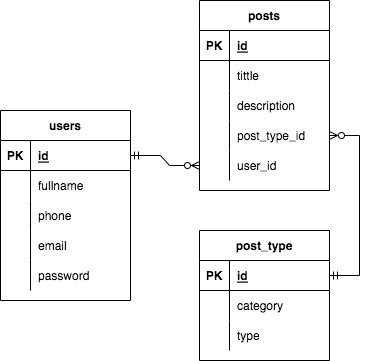 posts
PK id
tittle
description
post_type_id
user_id
users
PK id
fullname
phone
email
password
post_type
PK id
category
type